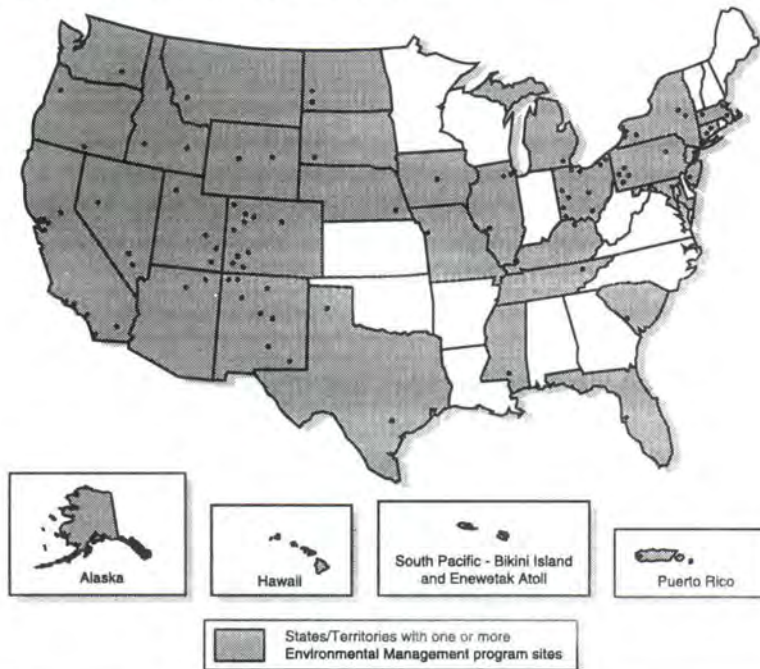 Alaska
Hawaii
South Pacific - Bikini Island
and Enewetak Atoll
Puerto Rico
States/Territories with one or more
Environmental Management program sites